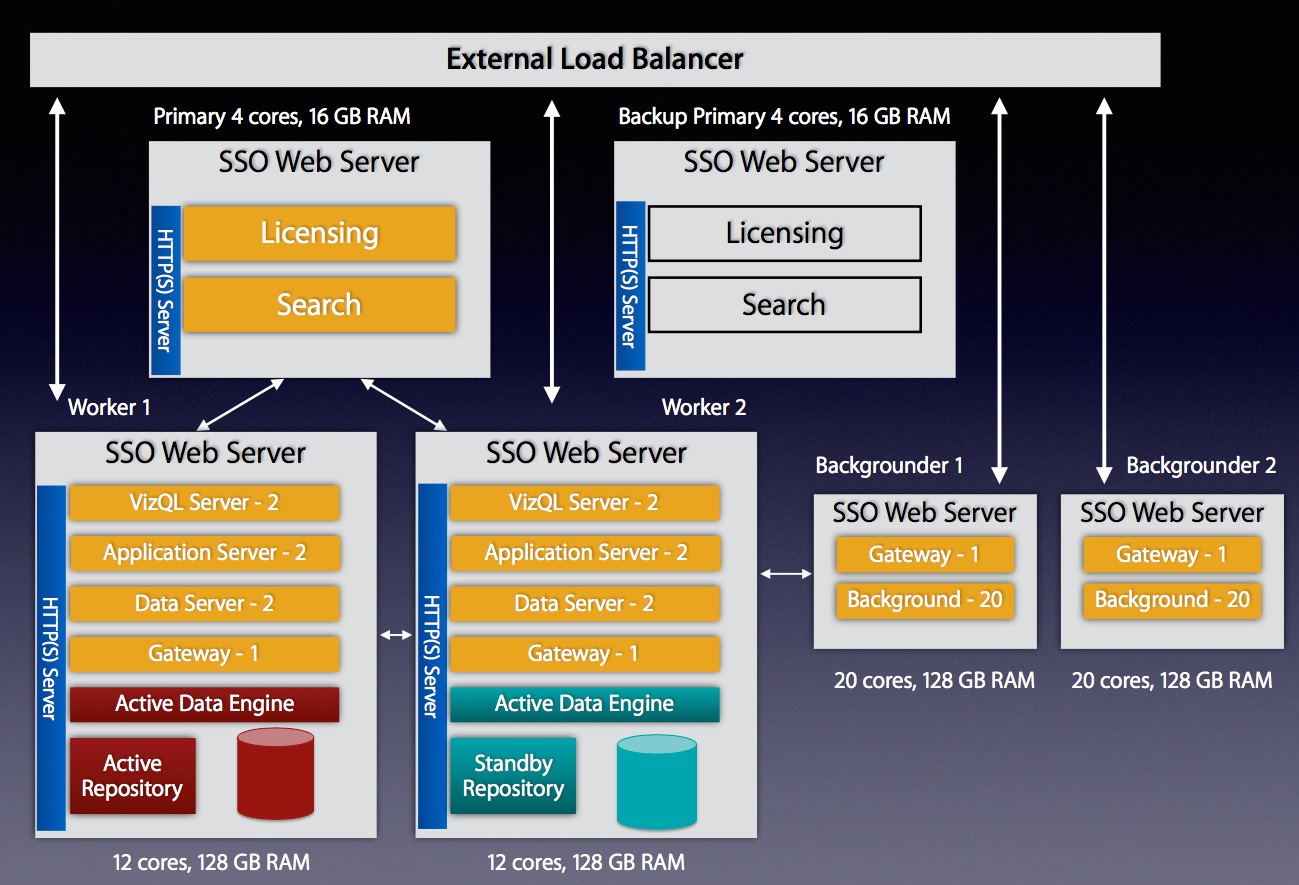 External Load Balancer
Primary 4 cores, 16 GB RAM
SSO Web Server
HTTP(S) Server
Licensing
Search
Backup Primary 4 cores, 16 GB RAM
SSO Web Server
HTTP(S) Server
Licensing
Search
Worker 1
SSO Web Server
HTTP(S) Server
VizQL Server - 2
Application Server - 2
Data Server - 2
Gateway - 1
Active Data Engine
Active
Repository
12 cores, 128 GB RAM
Worker 2
SSO Web Server
HTTP(S) Server
VizQL Server - 2
Application Server - 2
Data Server - 2
Gateway - 1
Active Data Engine
Standby
Repository
12 cores, 128 GB RAM
Backgrounder 1
SSO Web Server
Gateway - 1
Background - 20
20 cores, 128 GB RAM
Backgrounder 2
SSO Web Server
Gateway - 1
Background - 20
20 cores, 128 GB RAM